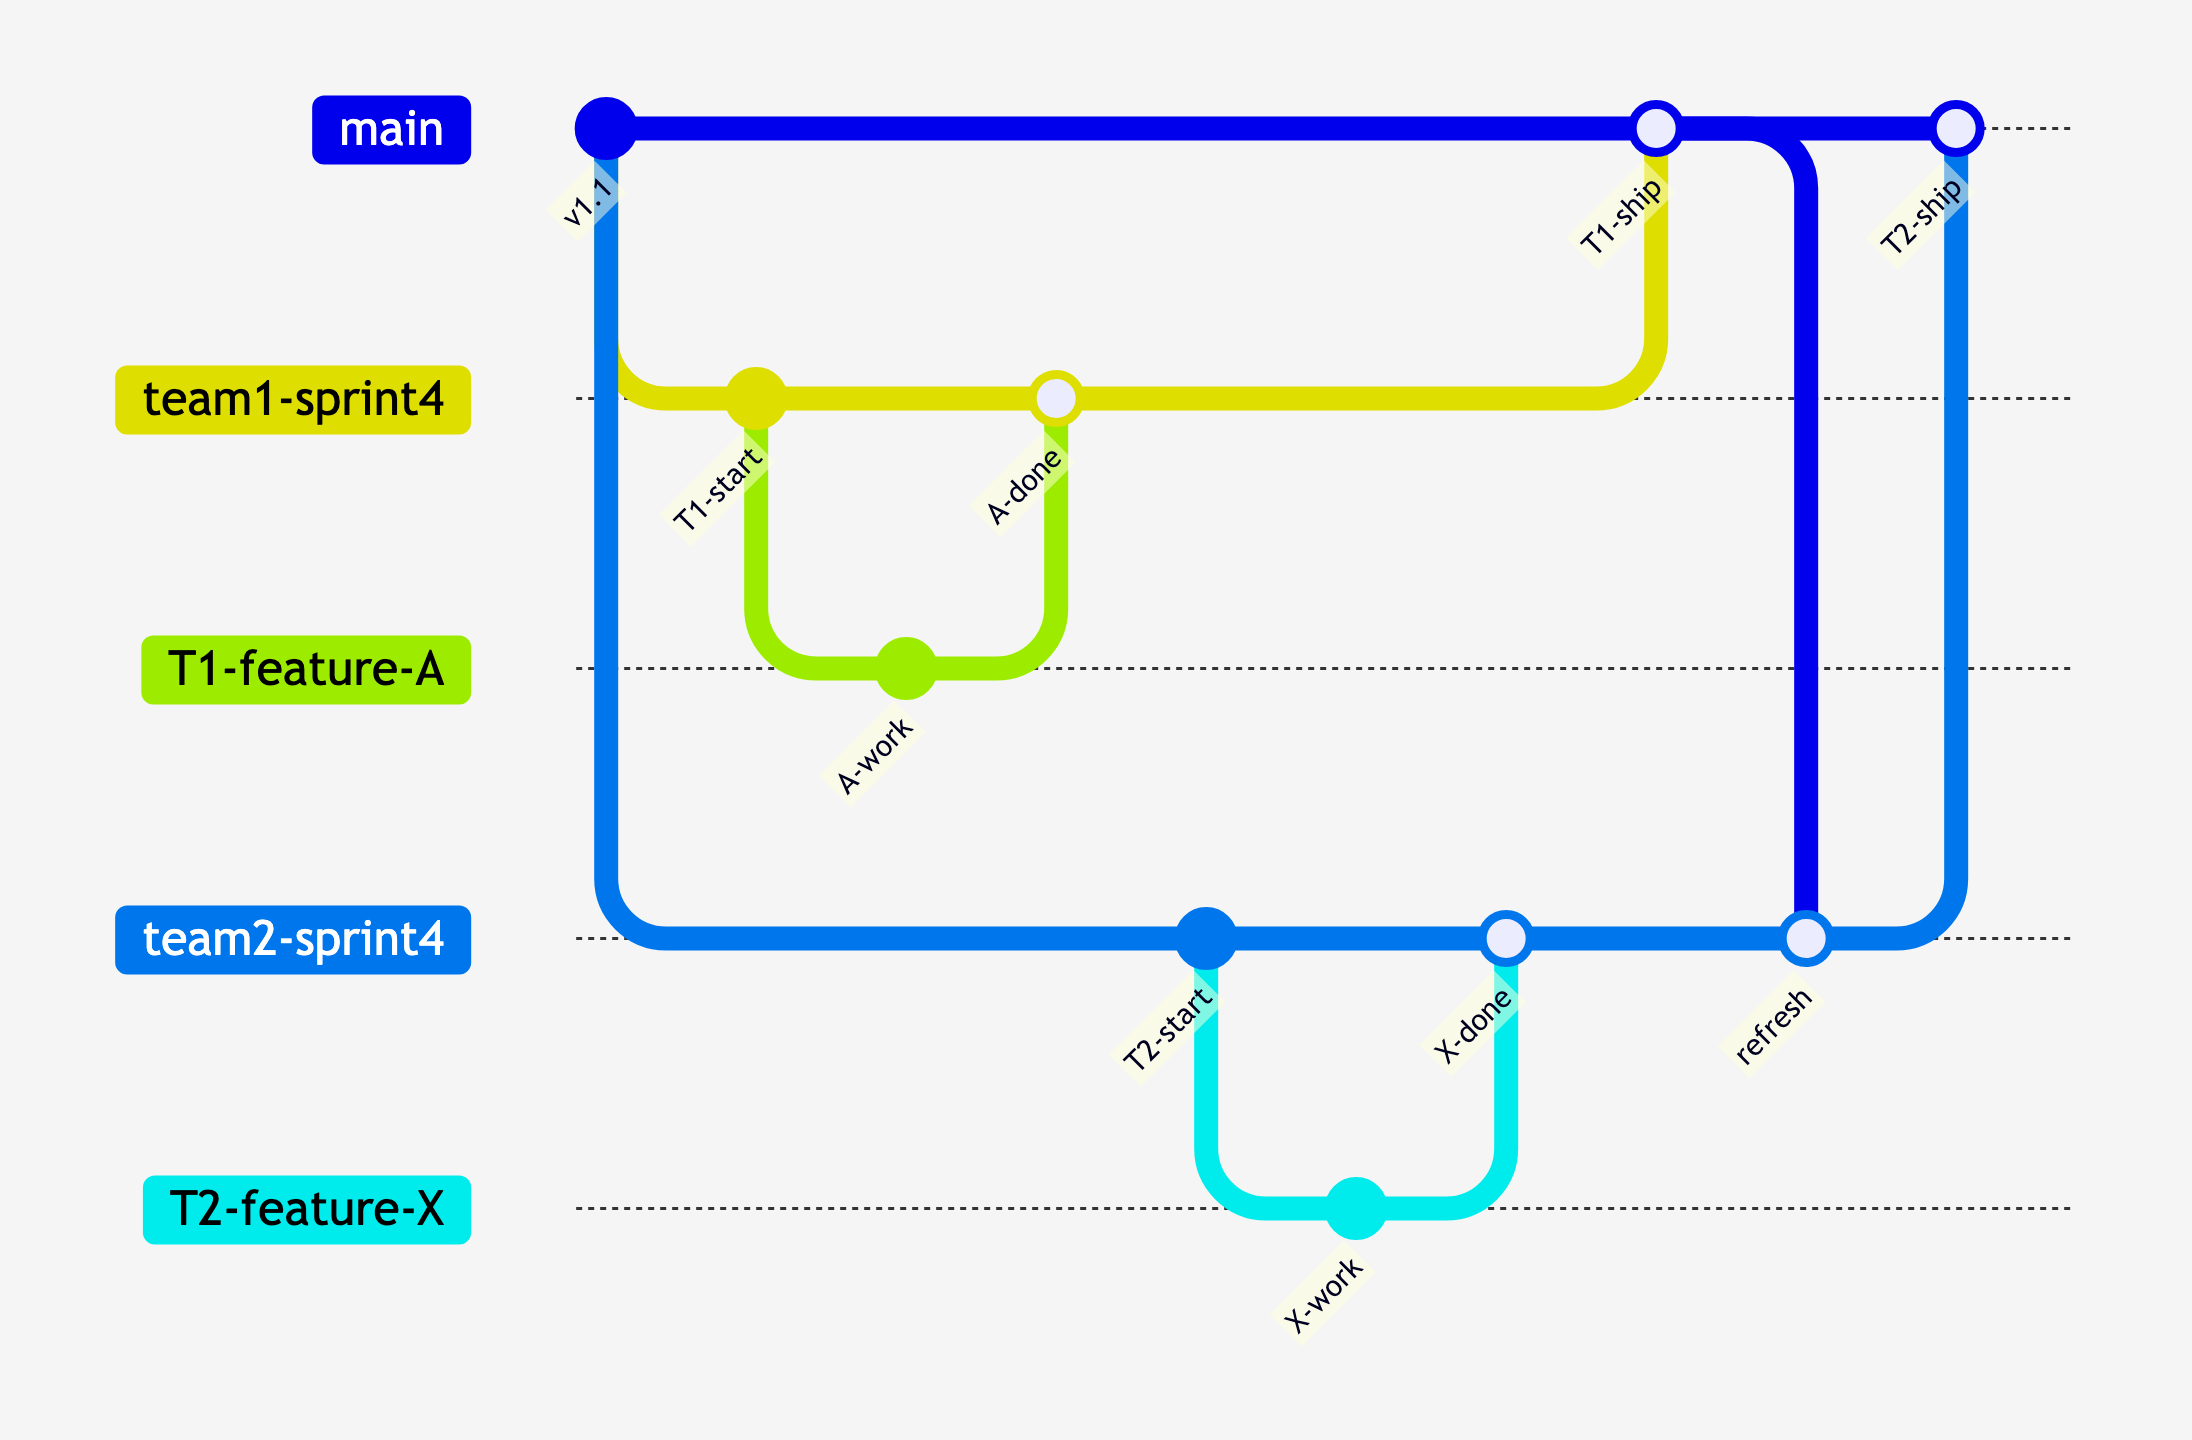 main
v1.1
T1-ship
T2-ship
team1-sprint4
T1-start
A-done
T1-feature-A
A-work
team2-sprint4
T2-start
X-done
refresh
T2-feature-X
X-work